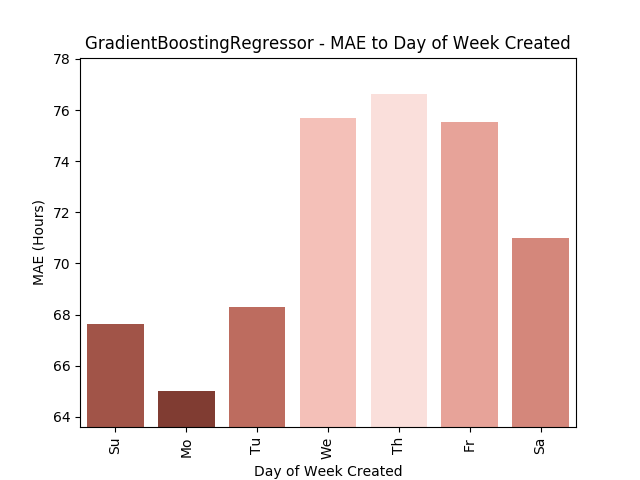 GradientBoostingRegressor - MAE to Day of Week Created
78
76
74
72
70
68
66
64
MAE (Hours)
Su
Mo
Tu
We
Th
Fr
Sa
Day of Week Created